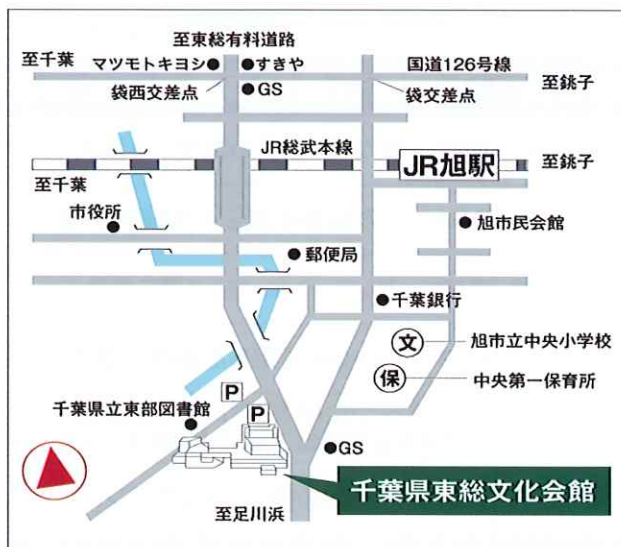 至東総有料道路
至千葉
マツモトキヨシ
すきや
国道126号線
袋西交差点
GS
袋交差点
至銚子
JR総武本線
JR旭駅
至銚子
至千葉
市役所
旭市民会館
郵便局
千葉銀行
文
旭市立中央小学校
保
中央第一保育所
P
P
千葉県立東部図書館
GS
千葉県東総文化会館
至足川浜